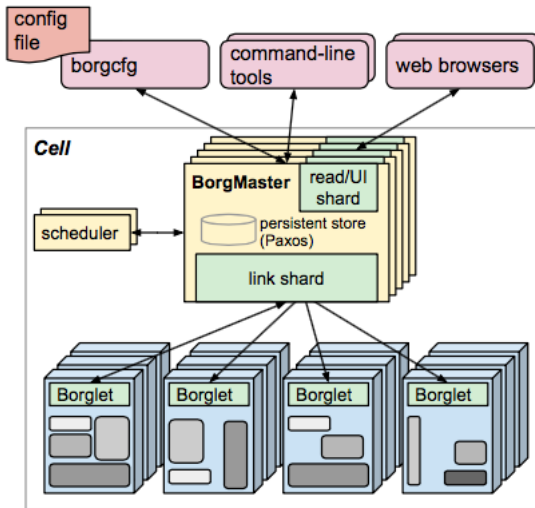 config
file
borgcfg
command-line
tools
web browsers
Cell
BorgMaster
read/UI
shard
persistent store
(Paxos)
scheduler
link shard
Borglet
Borglet
Borglet
Borglet